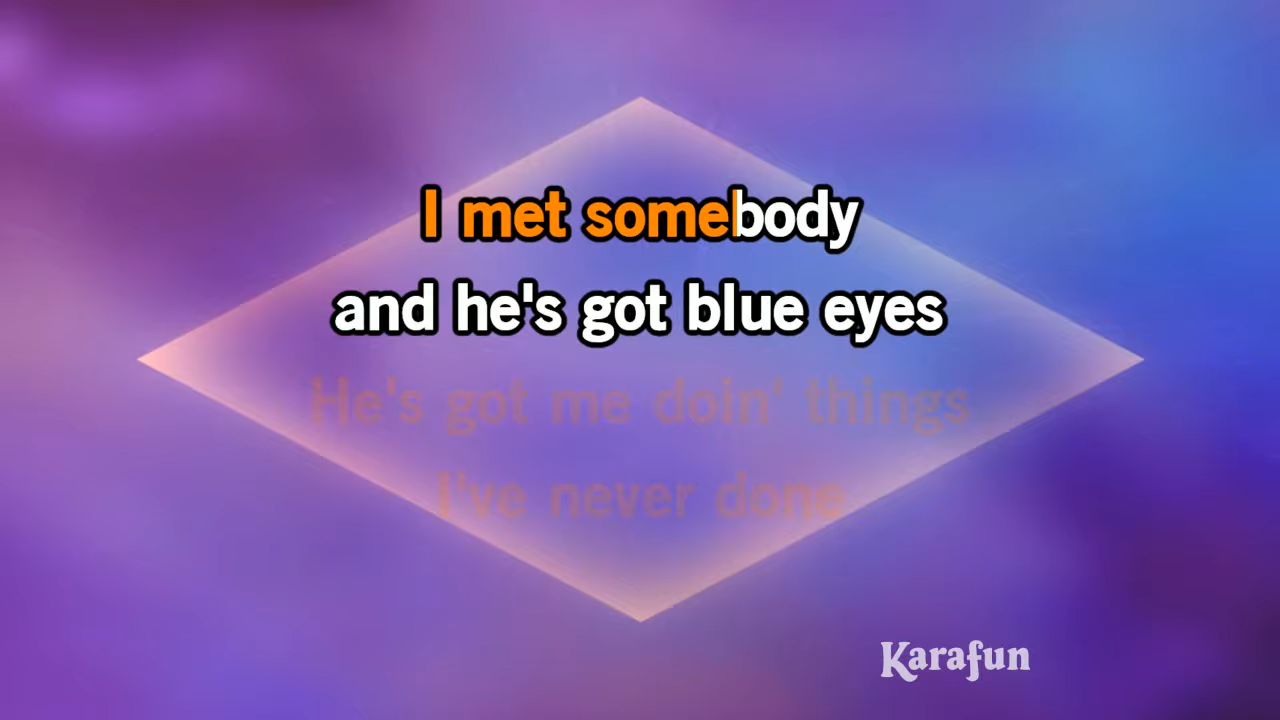 I met somebody
and he's got blue eyes
He's got me doin' things
I've never done
Karafun